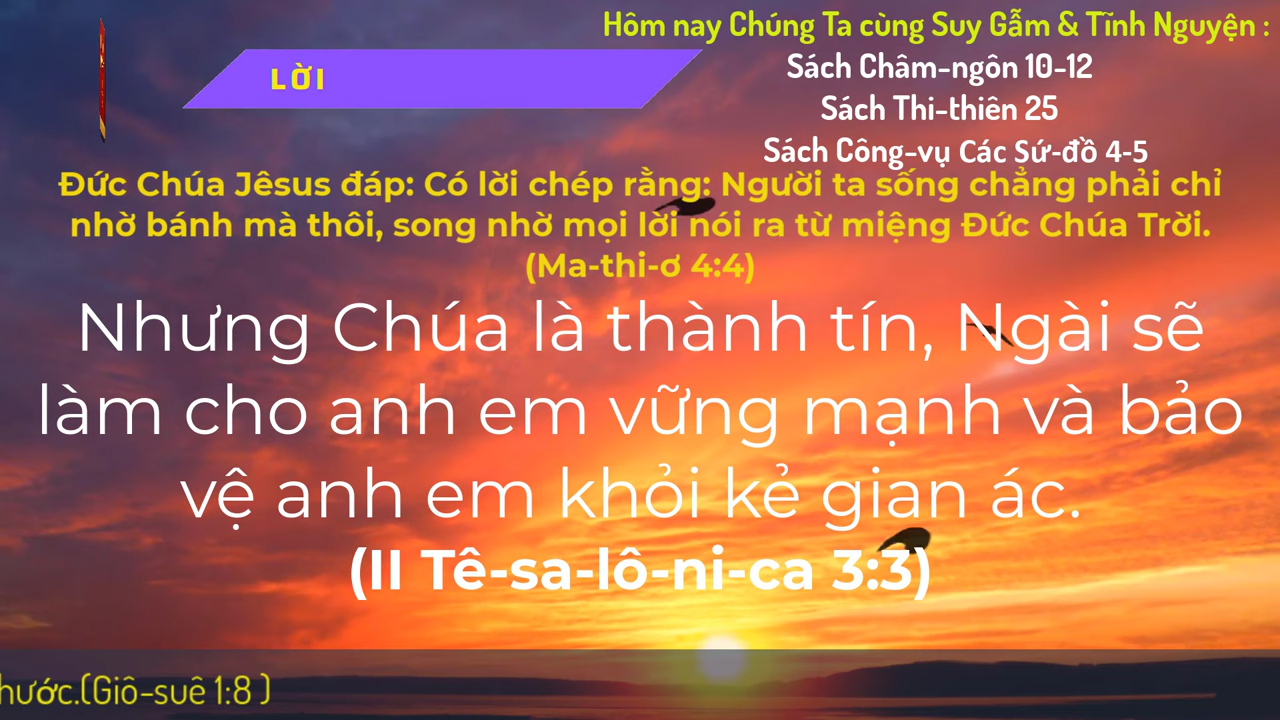 Hôm nay Chúng Ta cùng Suy Gẫm & Tĩnh Nguyện :
LỜI
Sách Châm-ngôn 10-12
Sách Thi-thiên 25
Sách Công-vụ Các Sứ-đồ 4-5
Đức Chúa Jêsus đáp: Có lời chép rằng: Người ta sống chẳng phải chỉ
nhờ bánh mà thôi, song nhờ mọi lời nói ra từ miệng Đức Chúa Trời.
(Ma-thi-ơ 4:4)
Nhưng Chúa là thành tín, Ngài sẽ
làm cho anh em vững mạnh và bảo
vệ anh em khỏi kẻ gian ác.
(II Tê-sa-lô-ni-ca 3:3)
hước.(Giô-suê 1:8 )